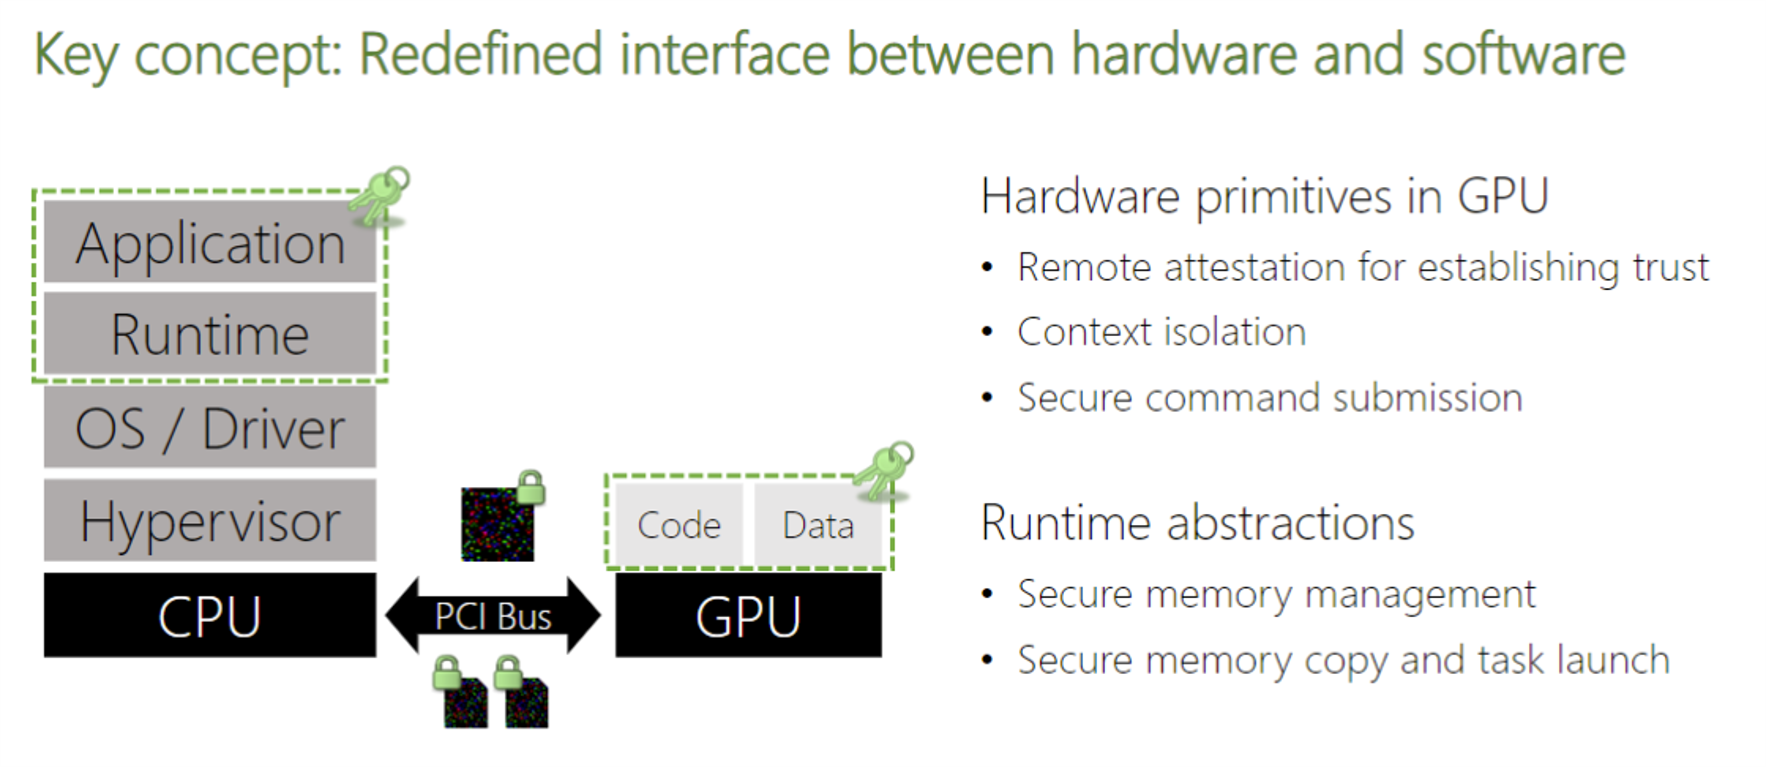 Key concept: Redefined interface between hardware and software
Application
Runtime
OS / Driver
Hypervisor
CPU
PCI Bus
Code
Data
GPU
Hardware primitives in GPU
• Remote attestation for establishing trust
• Context isolation
• Secure command submission
Runtime abstractions
• Secure memory management
• Secure memory copy and task launch